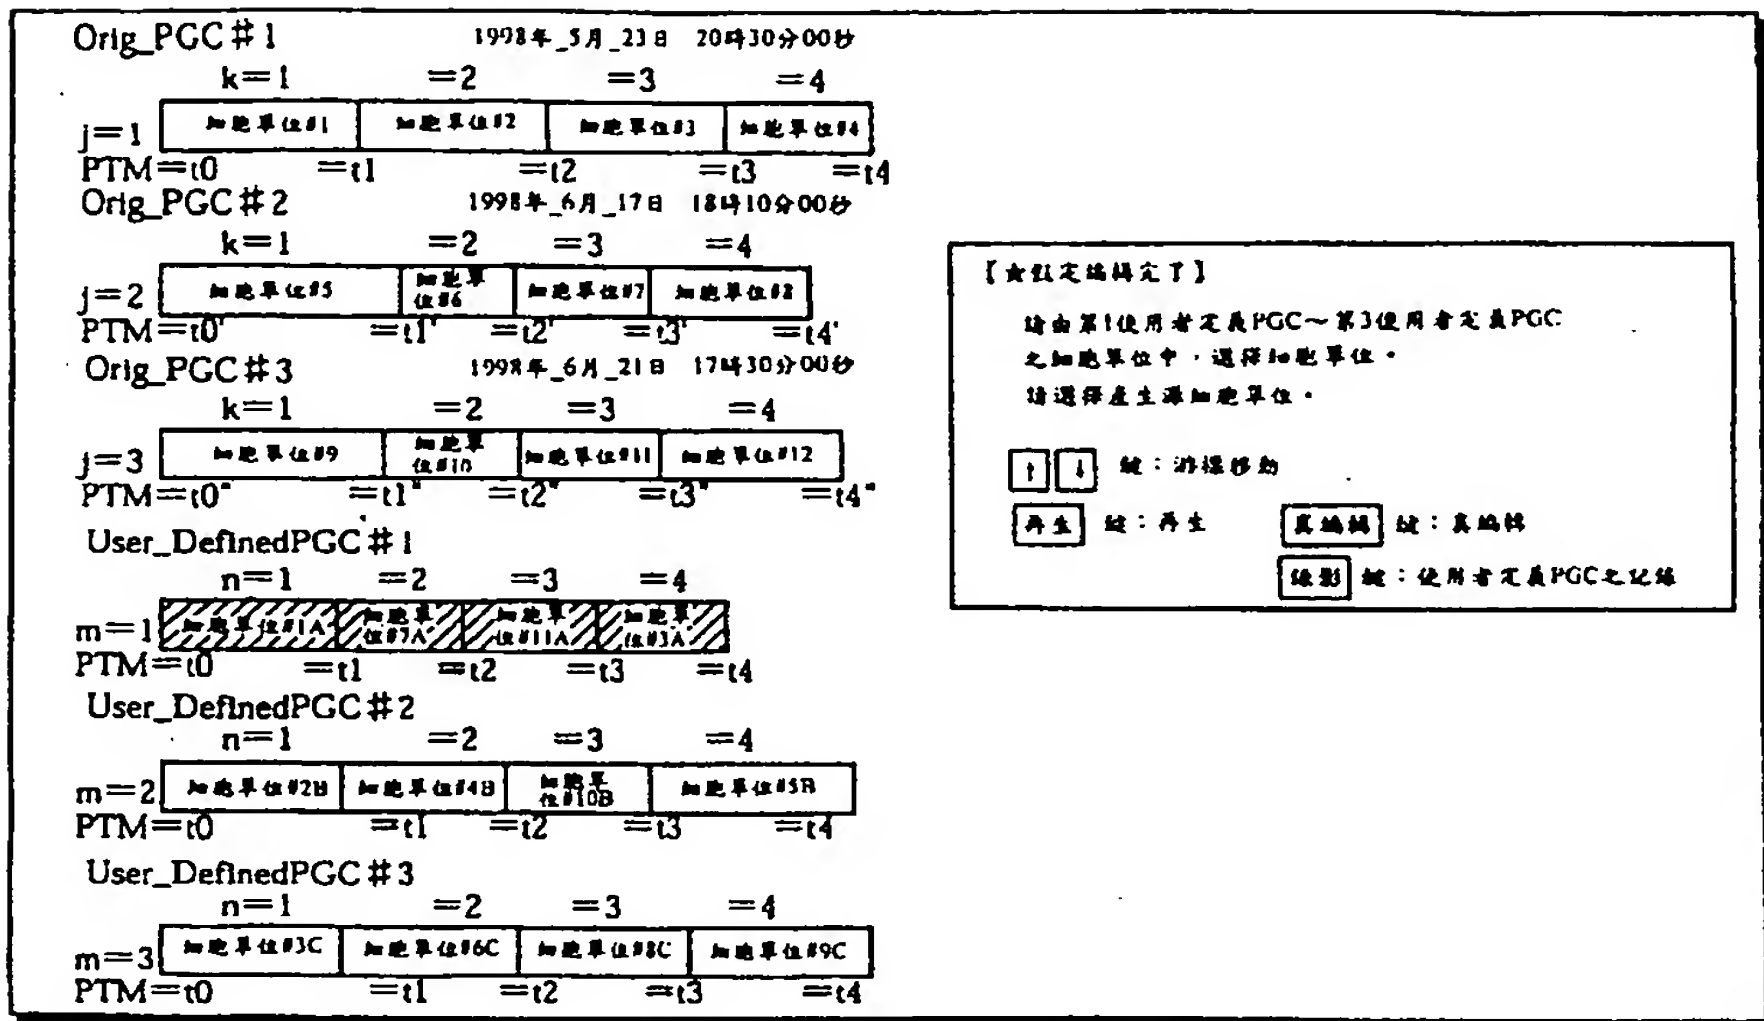 Orig_PGC#1 1998年_5月_23日 20時30分00秒
k=1 =2 =3 =4
j=1 細胞單位#1 細胞單位#2 細胞單位#3 細胞單位#4
PTM=t0 =t1 =t2 =t3 =t4
Orig_PGC#2 1998年_6月_17日 18時10分00秒
k=1 =2 =3 =4
j=2 細胞單位#5 細胞單位#6 細胞單位#7 細胞單位#8
PTM=t0' =t1' =t2' =t3' =t4'
Orig_PGC#3 1998年_6月_21日 17時30分00秒
k=1 =2 =3 =4
j=3 細胞單位#9 細胞單位#10 細胞單位#11 細胞單位#12
PTM=t0" =t1" =t2" =t3" =t4"
User_DefinedPGC#1
n=1 =2 =3 =4
m=1 細胞單位#1A 細胞單位#7A 細胞單位#11A 細胞單位#3A
PTM=t0 =t1 =t2 =t3 =t4
User_DefinedPGC#2
n=1 =2 =3 =4
m=2 細胞單位#2B 細胞單位#4B 細胞單位#10B 細胞單位#5B
PTM=t0 =t1 =t2 =t3 =t4
User_DefinedPGC#3
n=1 =2 =3 =4
m=3 細胞單位#3C 細胞單位#6C 細胞單位#8C 細胞單位#9C
PTM=t0 =t1 =t2 =t3 =t4
【★假定編輯完了】
請由第1使用者定義PGC～第3使用者定義PGC
之細胞單位中，選擇細胞單位。
請選擇產生源細胞單位。
↑ ↓ 鍵：游標移動
再生 鍵：再生 真編輯 鍵：真編輯
錄影 鍵：使用者定義PGC之記錄